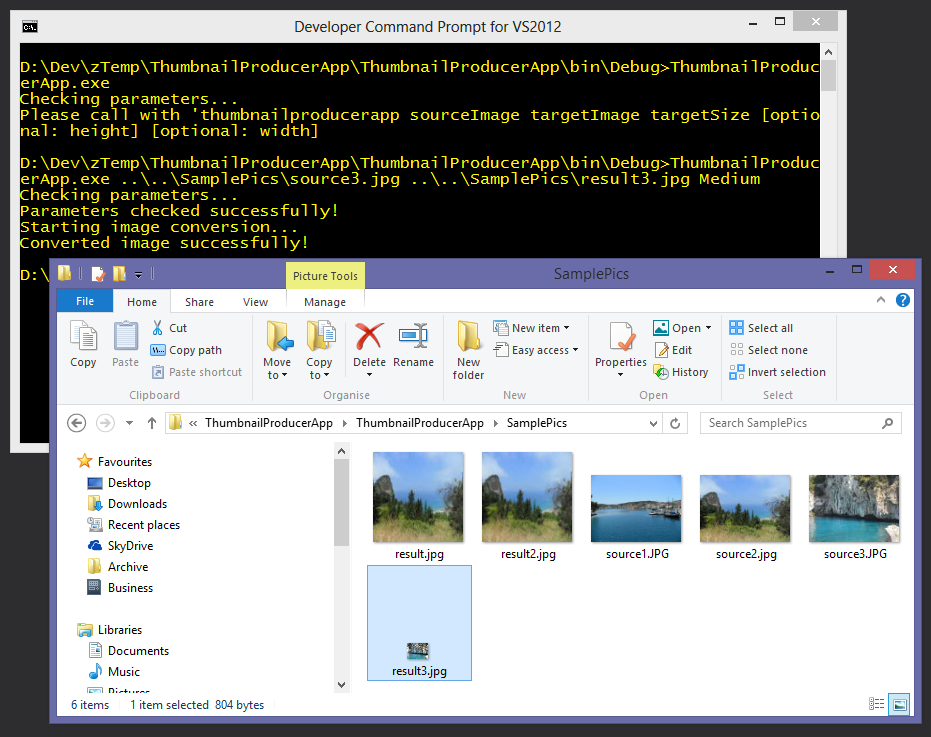 C:\.
Developer Command Prompt for VS2012
D:\Dev\zTemp\ThumbnailProducerApp\ThumbnailProducerApp\bin\Debug>ThumbnailProduc
erApp.exe
Checking parameters...
Please call with 'thumbnailproducerapp sourceImage targetImage targetSize [optio
nal: height] [optional: width]
D:\Dev\zTemp\ThumbnailProducerApp\ThumbnailProducerApp\bin\Debug>ThumbnailProduc
erApp.exe ..\..\SamplePics\source3.jpg ..\..\SamplePics\result3.jpg Medium
Checking parameters...
Parameters checked successfully!
Starting image conversion...
Converted image successfully!
D:\
Picture Tools
SamplePics
File Home Share View Manage
Copy
Paste
Cut
Copy path
Paste shortcut
Clipboard
Move to
Copy to
Delete
Rename
Organise
New folder
New item
Easy access
New
Properties
Open
Edit
History
Open
Select all
Select none
Invert selection
Select
« ThumbnailProducerApp ThumbnailProducerApp SamplePics
Search SamplePics
Favourites
Desktop
Downloads
Recent places
SkyDrive
Archive
Business
Libraries
Documents
Music
Pictures
result.jpg result2.jpg source1.JPG source2.jpg source3.JPG
result3.jpg
6 items 1 item selected 804 bytes